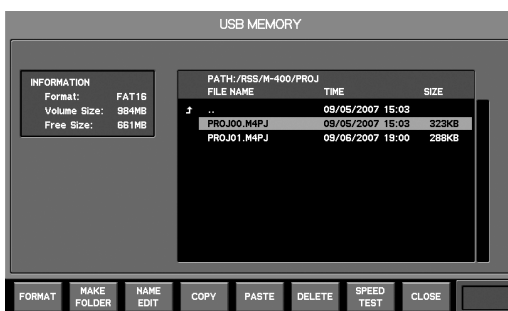 USB MEMORY
INFORMATION
Format: FAT16
Volume Size: 984MB
Free Size: 661MB
PATH:/RSS/M-400/PROJ
FILE NAME TIME SIZE
.. 09/05/2007 15:03
PROJ00.M4PJ 09/05/2007 15:03 323KB
PROJ01.M4PJ 09/06/2007 19:00 288KB
FORMAT
MAKE FOLDER
NAME EDIT
COPY
PASTE
DELETE
SPEED TEST
CLOSE